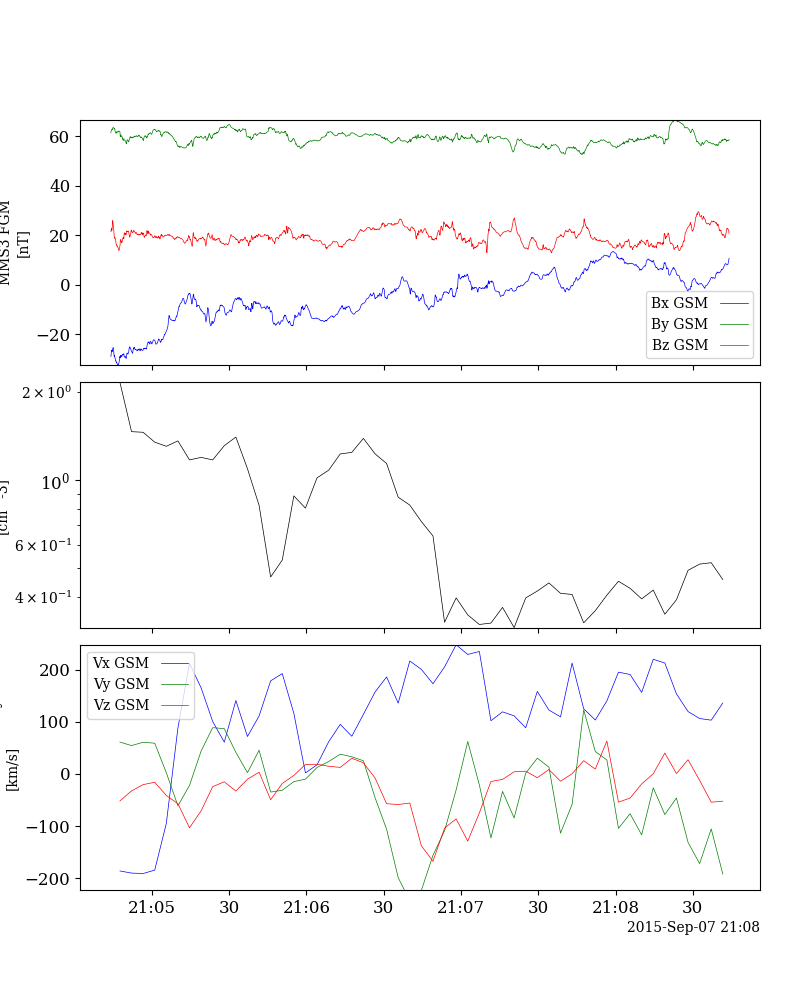 60
40
20
0
−20
MMS3 FGM
[nT]
Bx GSM
By GSM
Bz GSM
2 × 10⁰
10⁰
6 × 10⁻¹
4 × 10⁻¹
Vx GSM
Vy GSM
Vz GSM
200
100
0
−100
−200
[km/s]
21:05 30 21:06 30 21:07 30 21:08 30
2015-Sep-07 21:08